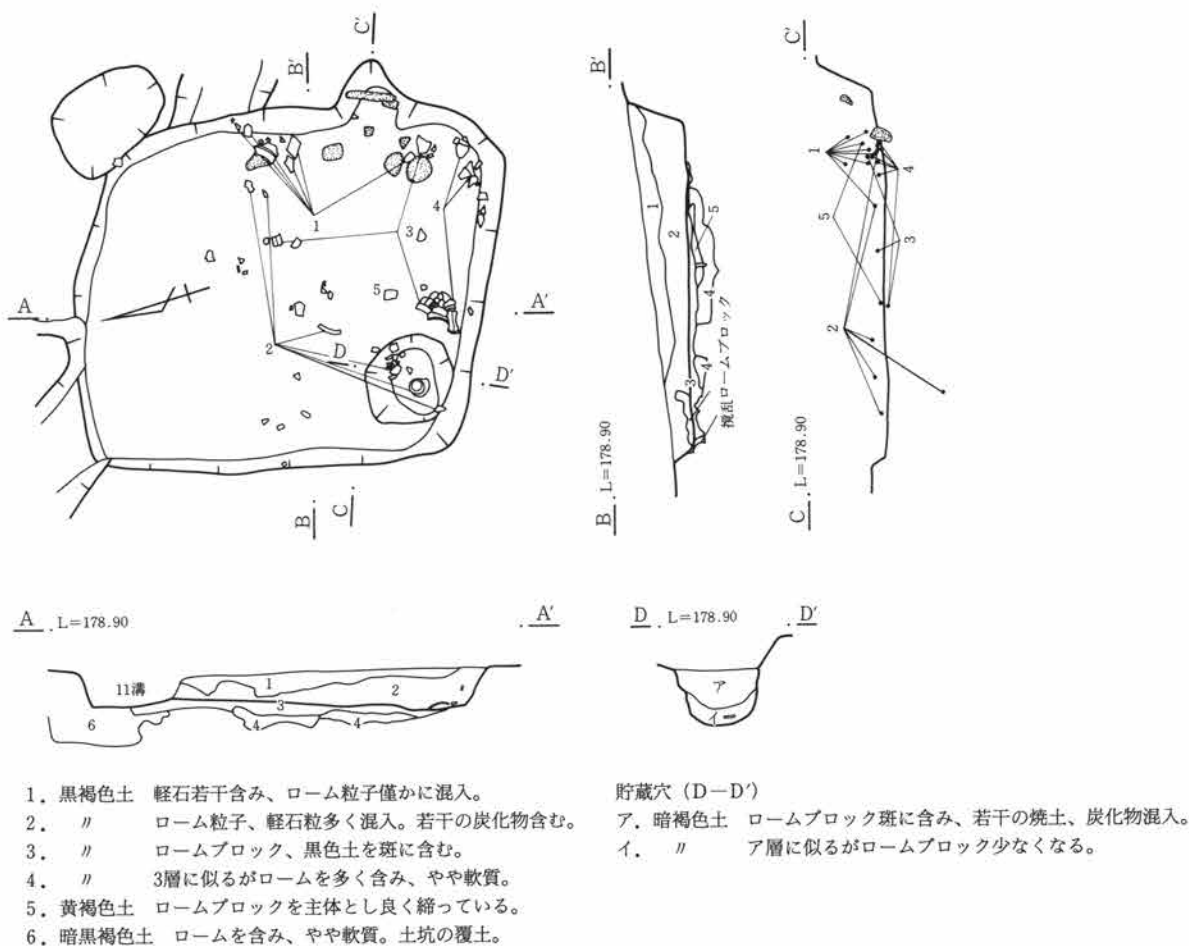 C′
B′
1
4
3
5
A
A′
2
D
D′
B
C
B′
1
2
5
4
3
4
攪乱ロームブロック
B . L=178.90
C′
1
4
5
3
2
C . L=178.90
A . L=178.90
A′
11溝
1
2
3
6
4
4
D . L=178.90
D′
ア
イ
1．黒褐色土 軽石若干含み、ローム粒子僅かに混入。
2． 〃 ローム粒子、軽石粒多く混入。若干の炭化物含む。
3． 〃 ロームブロック、黒色土を斑に含む。
4． 〃 3層に似るがロームを多く含み、やや軟質。
5．黄褐色土 ロームブロックを主体とし良く締っている。
6．暗黒褐色土 ロームを含み、やや軟質。土坑の覆土。
貯蔵穴（D－D′）
ア．暗褐色土 ロームブロック斑に含み、若干の焼土、炭化物混入。
イ． 〃 ア層に似るがロームブロック少なくなる。